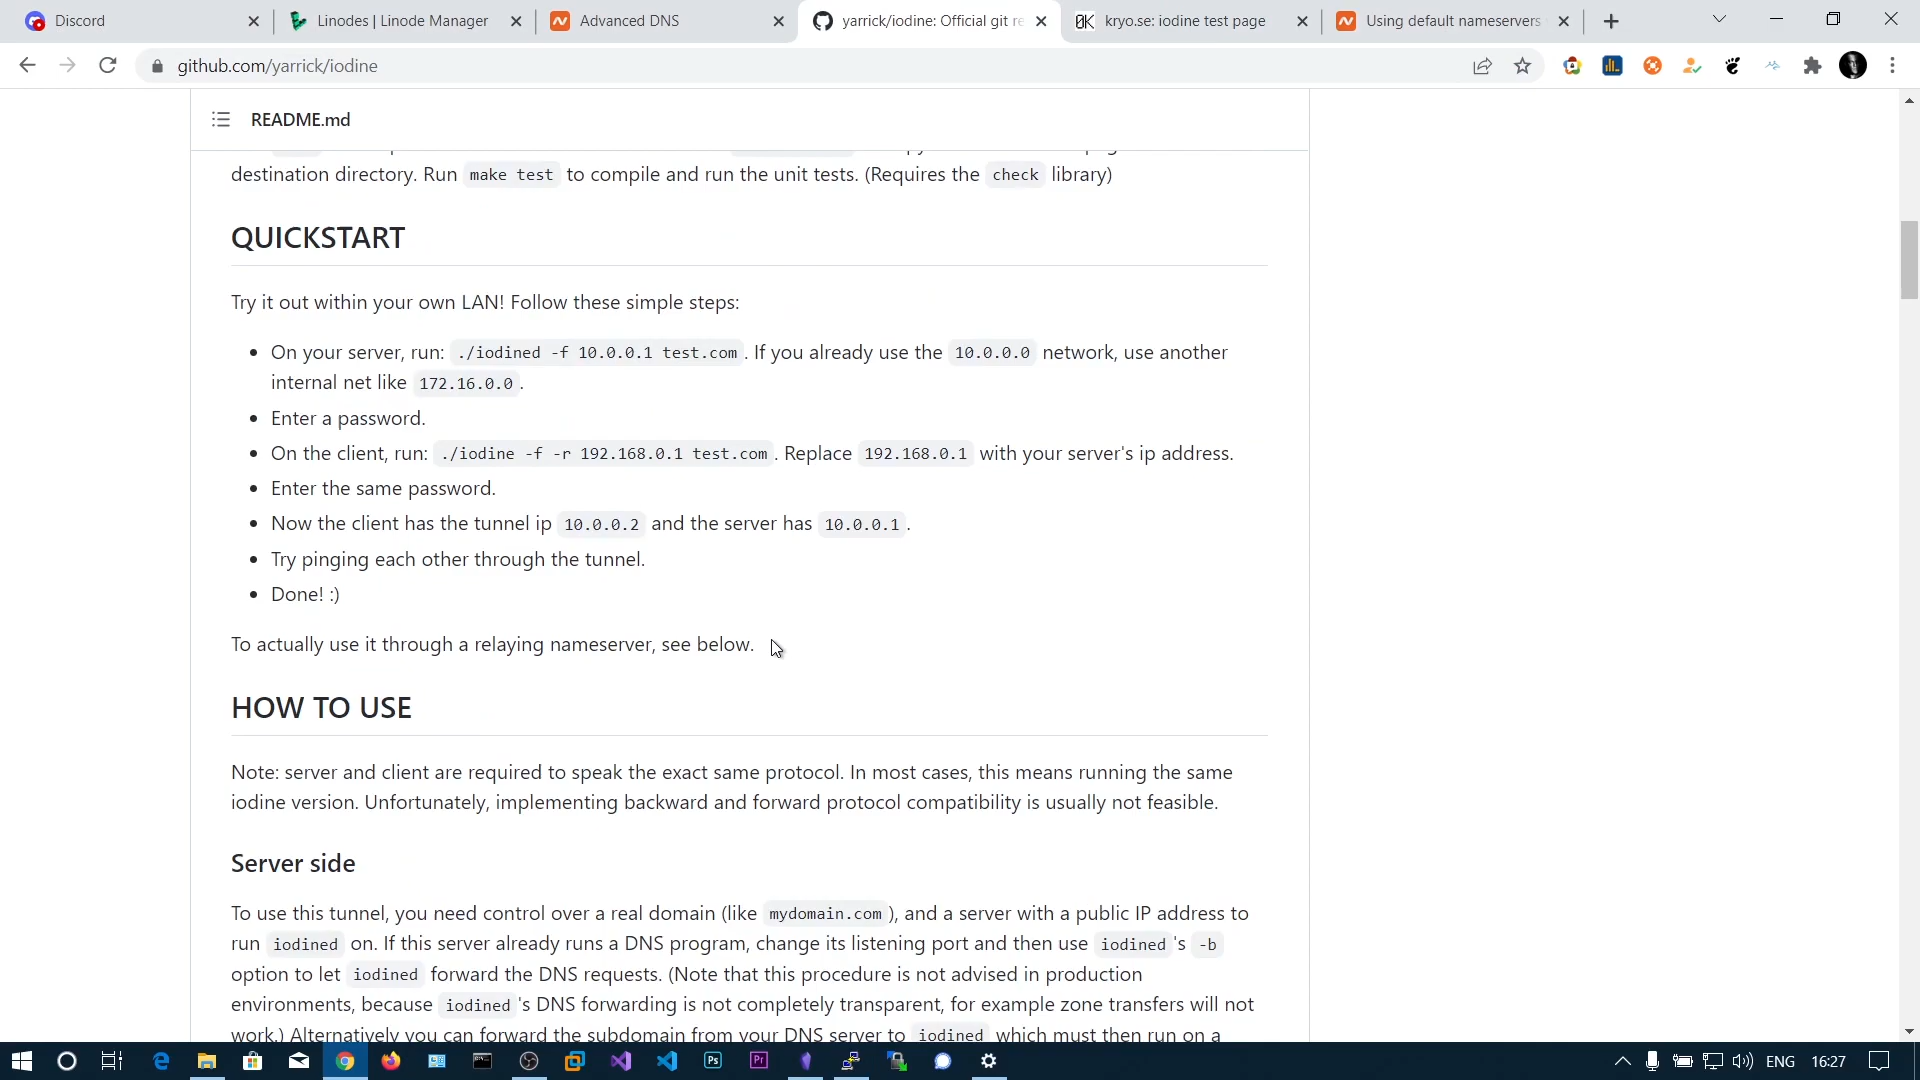 Discord
Linodes | Linode Manager
Advanced DNS
yarrick/iodine: Official git re
kryo.se: iodine test page
Using default nameservers
github.com/yarrick/iodine
README.md
destination directory. Run make test to compile and run the unit tests. (Requires the check library)
QUICKSTART
Try it out within your own LAN! Follow these simple steps:
• On your server, run: ./iodined -f 10.0.0.1 test.com . If you already use the 10.0.0.0 network, use another
internal net like 172.16.0.0 .
• Enter a password.
• On the client, run: ./iodine -f -r 192.168.0.1 test.com . Replace 192.168.0.1 with your server's ip address.
• Enter the same password.
• Now the client has the tunnel ip 10.0.0.2 and the server has 10.0.0.1 .
• Try pinging each other through the tunnel.
• Done! :)
To actually use it through a relaying nameserver, see below.
HOW TO USE
Note: server and client are required to speak the exact same protocol. In most cases, this means running the same
iodine version. Unfortunately, implementing backward and forward protocol compatibility is usually not feasible.
Server side
To use this tunnel, you need control over a real domain (like mydomain.com ), and a server with a public IP address to
run iodined on. If this server already runs a DNS program, change its listening port and then use iodined 's -b
option to let iodined forward the DNS requests. (Note that this procedure is not advised in production
environments, because iodined 's DNS forwarding is not completely transparent, for example zone transfers will not
work.) Alternatively you can forward the subdomain from your DNS server to iodined which must then run on a
ENG
16:27